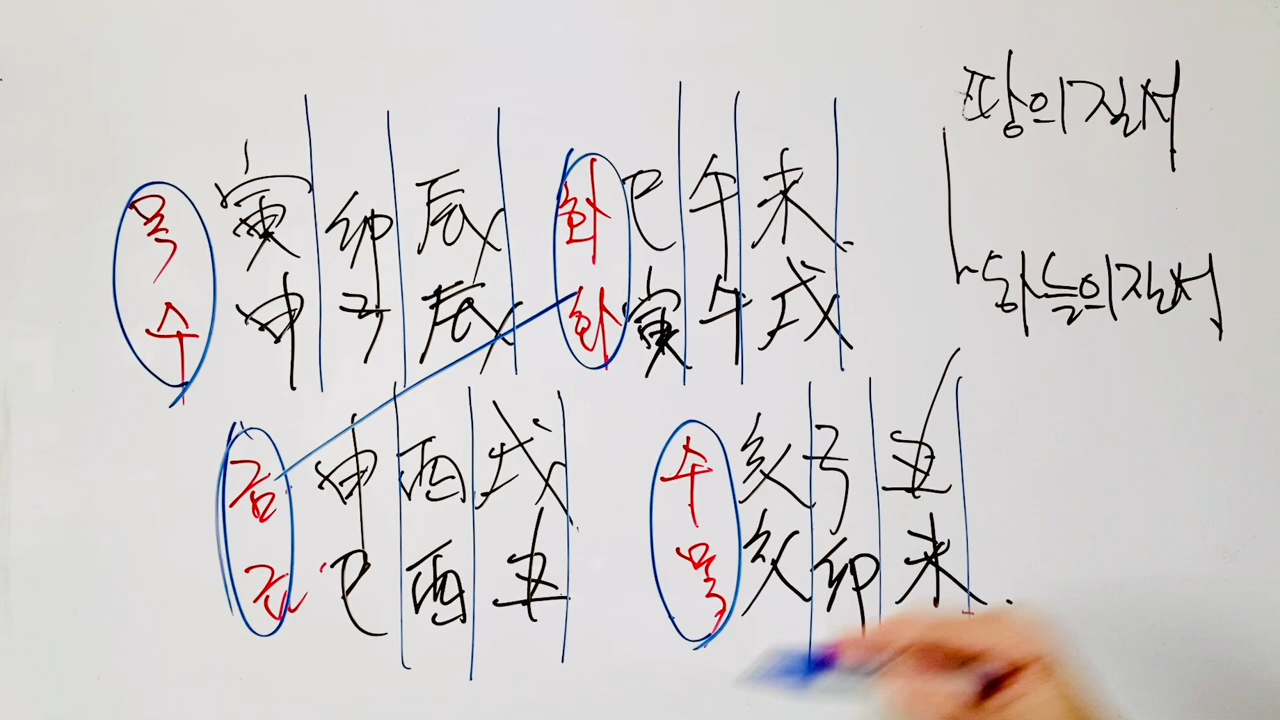 목 寅 卯 辰
수 申 子 辰
화 巳 午 未
화 寅 午 戌
땅의 질서
하늘의 질서
금 申 酉 戌
금 巳 酉 丑
수 亥 子 丑
목 亥 卯 未